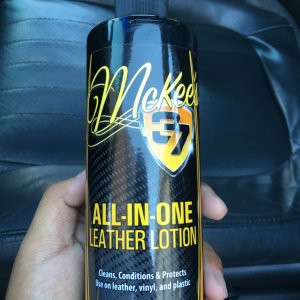 McKee's
37
ALL-IN-ONE
LEATHER LOTION
Cleans, Conditions & Protects
Use on leather, vinyl, and plastic